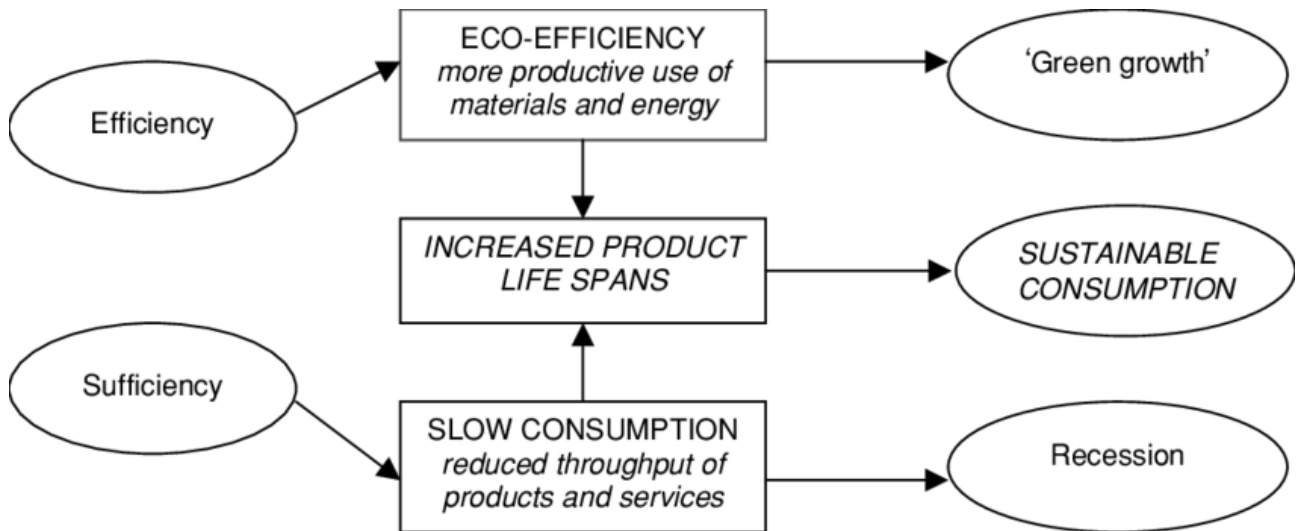 ECO-EFFICIENCY
more productive use of
materials and energy
'Green growth'
Efficiency
INCREASED PRODUCT
LIFE SPANS
SUSTAINABLE
CONSUMPTION
Sufficiency
SLOW CONSUMPTION
reduced throughput of
products and services
Recession